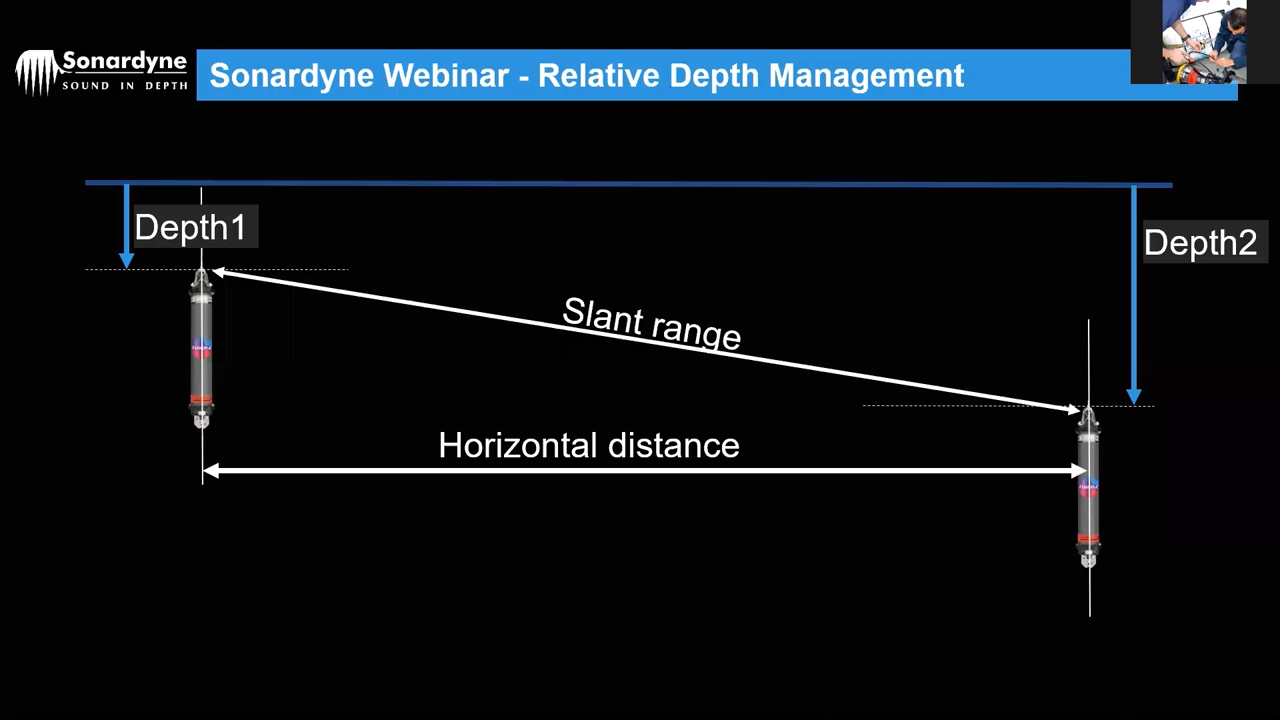 Sonardyne
SOUND IN DEPTH
Sonardyne Webinar - Relative Depth Management
Depth1
Depth2
Slant range
Horizontal distance